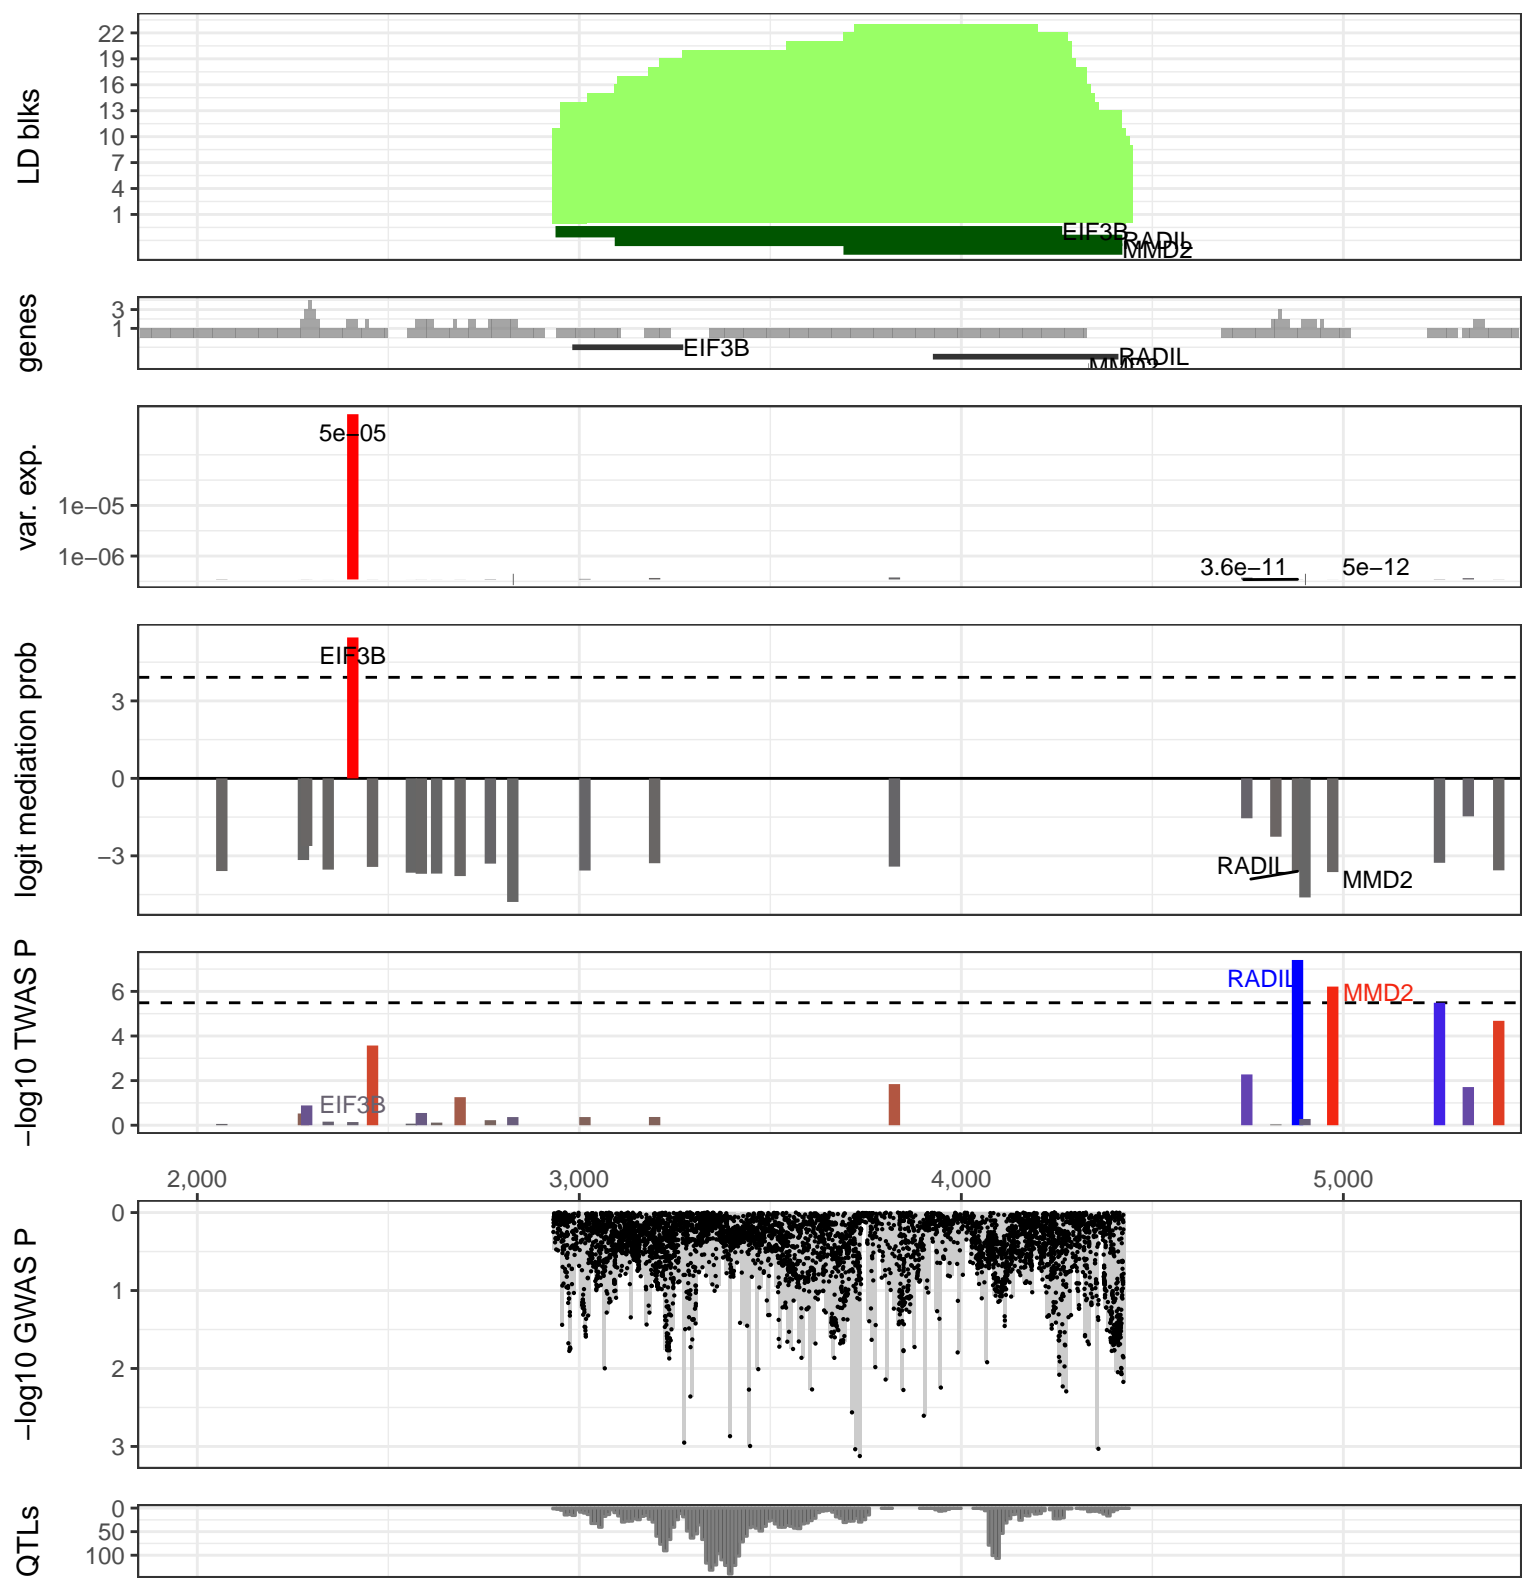 LD blks
22
19
16
13
10
7
4
1
EIF3B
RADIL
MMD2
genes
3
1
EIF3B
RADIL
MMD2
var. exp.
1e−05
1e−06
5e−05
3.6e−11
5e−12
logit mediation prob
3
0
−3
EIF3B
RADIL
MMD2
−log10 TWAS P
6
4
2
0
EIF3B
RADIL
MMD2
2,000
3,000
4,000
5,000
−log10 GWAS P
0
1
2
3
QTLs
0
50
100